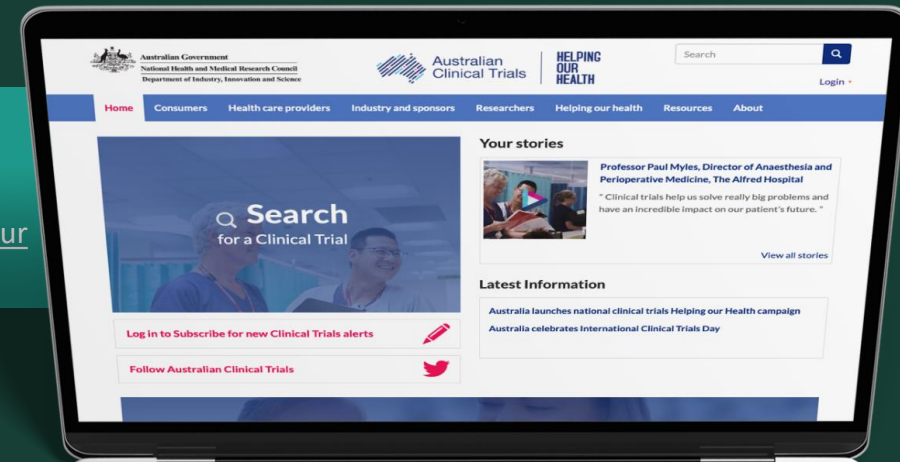 Australian Government
National Health and Medical Research Council
Department of Industry, Innovation and Science
Australian
Clinical Trials
HELPING
OUR
HEALTH
Search
Login
Home Consumers Health care providers Industry and sponsors Researchers Helping our health Resources About
ur
Search
for a Clinical Trial
Log in to Subscribe for new Clinical Trials alerts
Follow Australian Clinical Trials
Your stories
Professor Paul Myles, Director of Anaesthesia and
Perioperative Medicine, The Alfred Hospital
" Clinical trials help us solve really big problems and
have an incredible impact on our patient's future. "
View all stories
Latest Information
Australia launches national clinical trials Helping our Health campaign
Australia celebrates International Clinical Trials Day